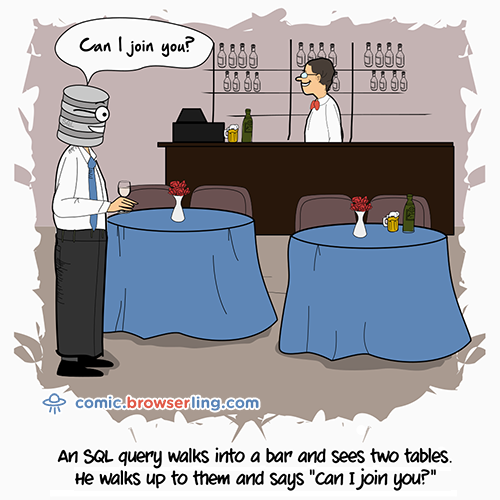 Can I join you?
comic.browserling.com
An SQL query walks into a bar and sees two tables.
He walks up to them and says "Can I join you?"